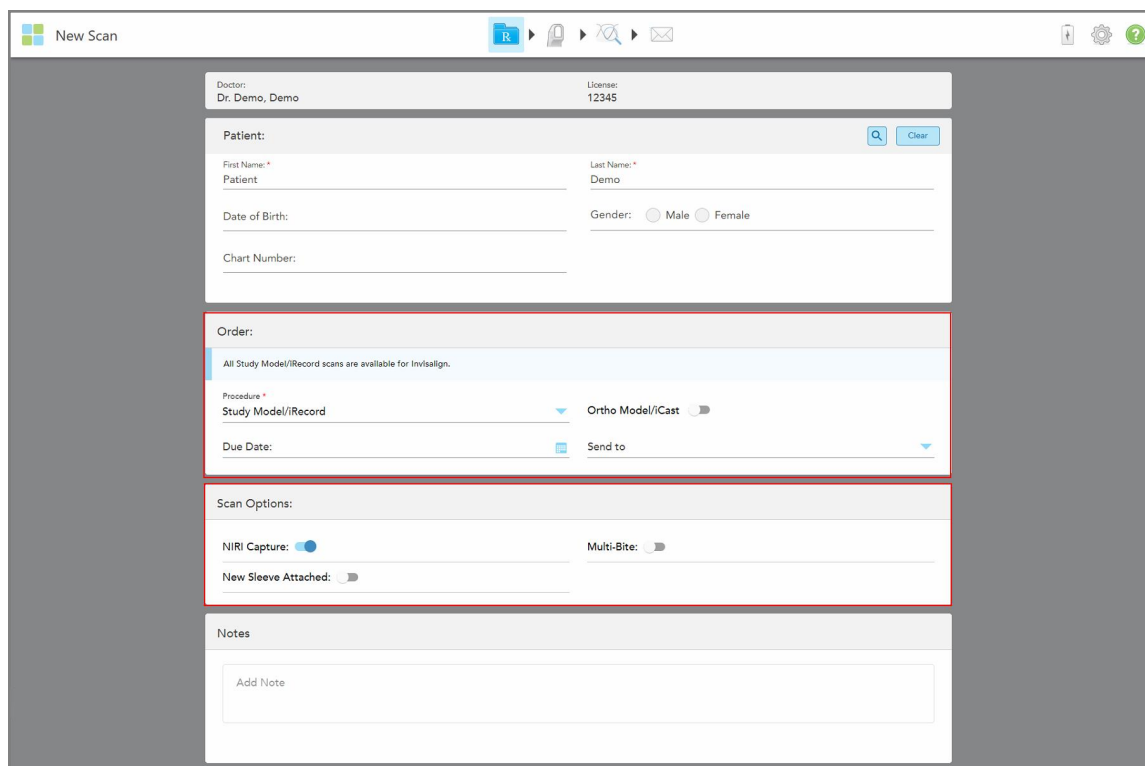 New Scan
R
?
Doctor:
License:
Dr. Demo, Demo
12345
Patient:
Clear
First Name: *
Last Name: *
Patient
Demo
Date of Birth:
Gender: Male Female
Chart Number:
Order:
All Study Model/iRecord scans are available for Invisalign.
Procedure *
Study Model/iRecord
Ortho Model/iCast
Due Date:
Send to
Scan Options:
NIRI Capture:
Multi-Bite:
New Sleeve Attached:
Notes
Add Note